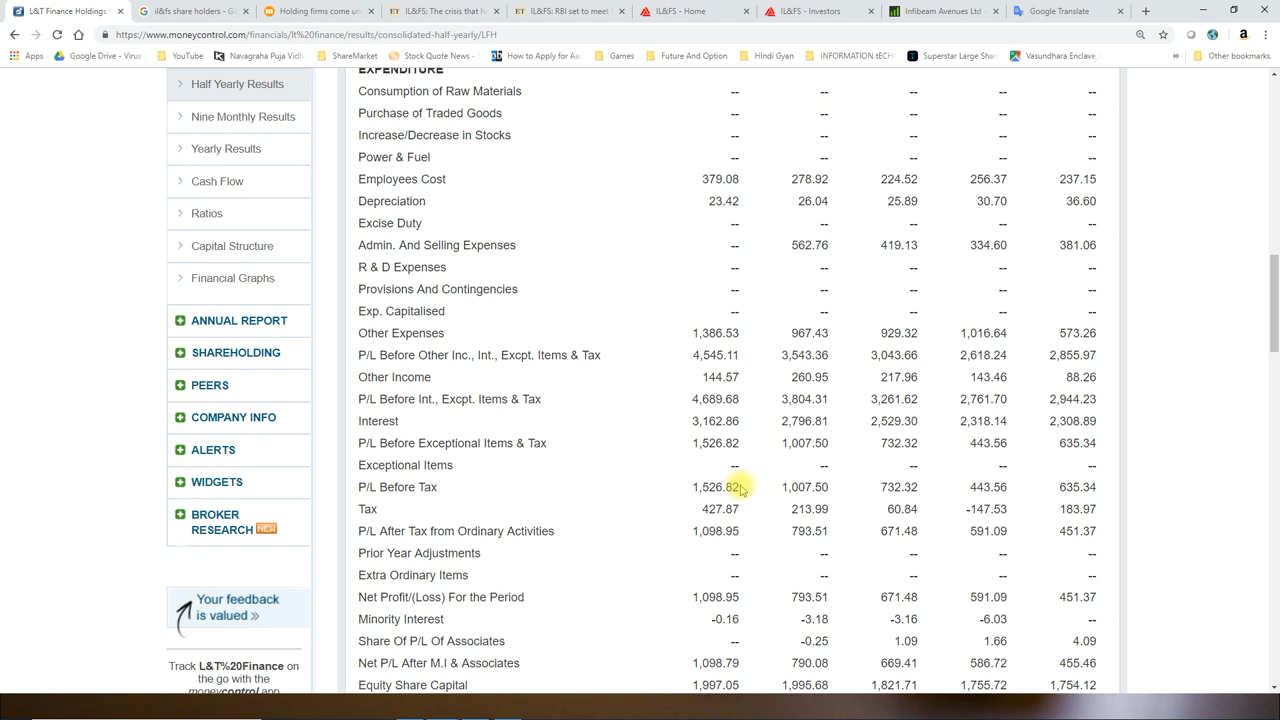 L&T Finance Holdings C
il&fs share holders - Go
Holding firms come un
IL&FS: The crisis that h
IL&FS: RBI set to meet
IL&FS - Home
IL&FS - Investors
Infibeam Avenues Ltd -
Google Translate
https://www.moneycontrol.com/financials/lt%20finance/results/consolidated-half-yearly/LFH
Apps
Google Drive - Virus
YouTube
Navagraha Puja Vidh
ShareMarket
Stock Quote News -
How to Apply for Aa
Games
Future And Home
HIndi Gyan
iNFORMATION tECH
Superstar Large Shar
Vasundhara Enclave,
Other bookmarks
Half Yearly Results
Nine Monthly Results
Yearly Results
Cash Flow
Ratios
Capital Structure
Financial Graphs
ANNUAL REPORT
SHAREHOLDING
PEERS
COMPANY INFO
ALERTS
WIDGETS
BROKER
RESEARCH NEW
Your feedback
is valued »
Track L&T%20Finance on
the go with the
moneycontrol app
EXPENDITURE
Consumption of Raw Materials -- -- -- -- --
Purchase of Traded Goods -- -- -- -- --
Increase/Decrease in Stocks -- -- -- -- --
Power & Fuel -- -- -- -- --
Employees Cost 379.08 278.92 224.52 256.37 237.15
Depreciation 23.42 26.04 25.89 30.70 36.60
Excise Duty -- -- -- -- --
Admin. And Selling Expenses -- 562.76 419.13 334.60 381.06
R & D Expenses -- -- -- -- --
Provisions And Contingencies -- -- -- -- --
Exp. Capitalised -- -- -- -- --
Other Expenses 1,386.53 967.43 929.32 1,016.64 573.26
P/L Before Other Inc., Int., Excpt. Items & Tax 4,545.11 3,543.36 3,043.66 2,618.24 2,855.97
Other Income 144.57 260.95 217.96 143.46 88.26
P/L Before Int., Excpt. Items & Tax 4,689.68 3,804.31 3,261.62 2,761.70 2,944.23
Interest 3,162.86 2,796.81 2,529.30 2,318.14 2,308.89
P/L Before Exceptional Items & Tax 1,526.82 1,007.50 732.32 443.56 635.34
Exceptional Items -- -- -- -- --
P/L Before Tax 1,526.82 1,007.50 732.32 443.56 635.34
Tax 427.87 213.99 60.84 -147.53 183.97
P/L After Tax from Ordinary Activities 1,098.95 793.51 671.48 591.09 451.37
Prior Year Adjustments -- -- -- -- --
Extra Ordinary Items -- -- -- -- --
Net Profit/(Loss) For the Period 1,098.95 793.51 671.48 591.09 451.37
Minority Interest -0.16 -3.18 -3.16 -6.03 --
Share Of P/L Of Associates -- -0.25 1.09 1.66 4.09
Net P/L After M.I & Associates 1,098.79 790.08 669.41 586.72 455.46
Equity Share Capital 1,997.05 1,995.68 1,821.71 1,755.72 1,754.12